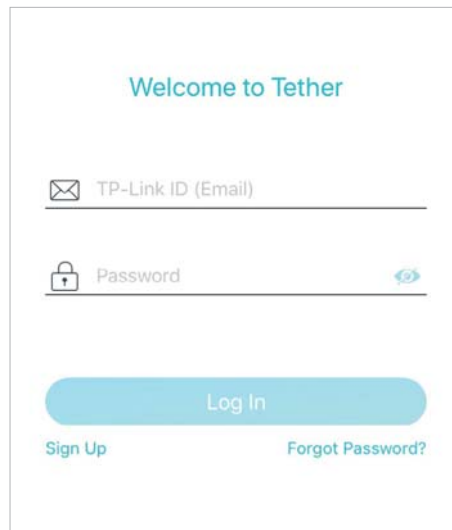 Welcome to Tether
TP-Link ID (Email)
Password
Log In
Sign Up
Forgot Password?